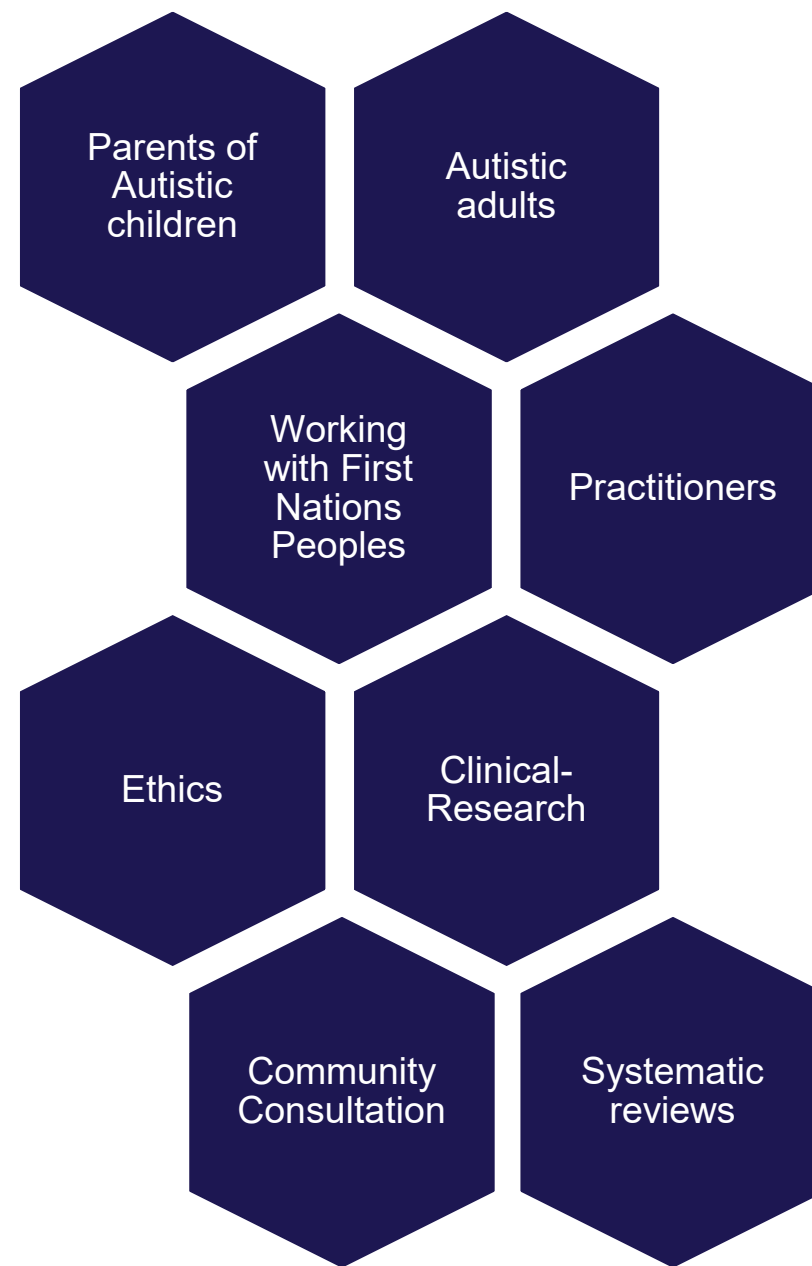 Parents of
Autistic
children
Autistic
adults
Working
with First
Nations
Peoples
Practitioners
Ethics
Clinical-
Research
Community
Consultation
Systematic
reviews